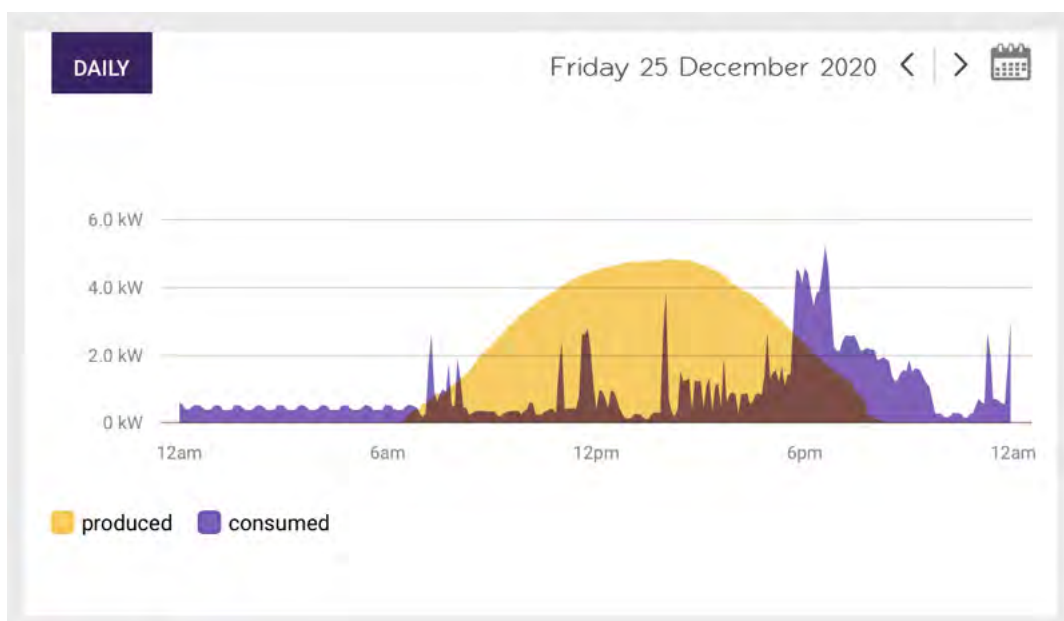 DAILY
Friday 25 December 2020
6.0 kW
4.0 kW
2.0 kW
0 kW
12am 6am 12pm 6pm 12am
produced consumed